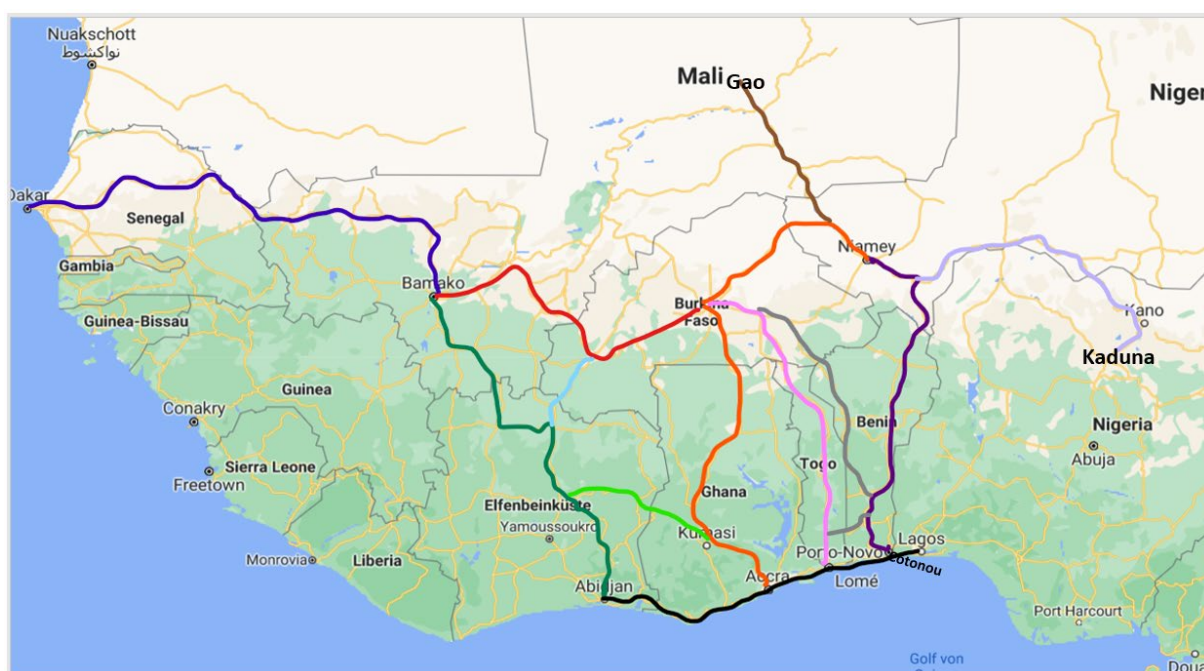 Nuakschott
نواكشوط
Mali
Gao
Niger
Dakar
Senegal
Niamey
Gambia
Bamako
Burkina
Faso
Kano
Guinea-Bissau
Kaduna
Guinea
Benin
Nigeria
Conakry
Abuja
Togo
Sierra Leone
Ghana
Freetown
Elfenbeinküste
Yamoussoukro
Kumasi
Lagos
Monrovia
Liberia
Porto-Novo
Cotonou
Abidjan
Accra
Lomé
Port Harcourt
Golf von